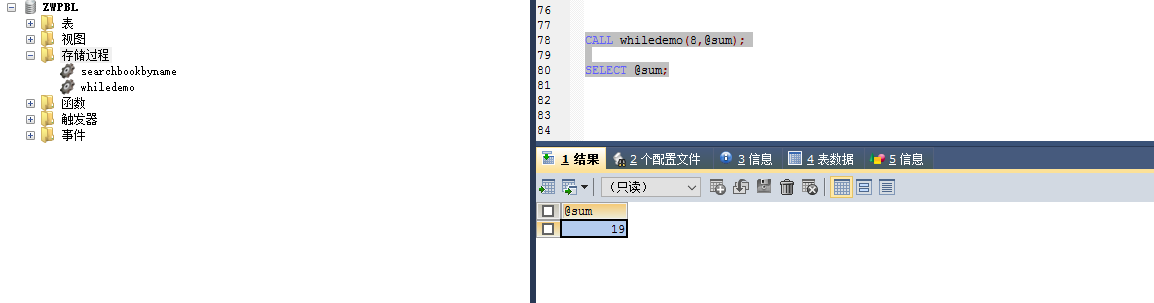 ZWPBL
表
视图
存储过程
searchbookbyname
whiledemo
函数
触发器
事件
76
77
78 CALL whiledemo(8,@sum);
79
80 SELECT @sum;
81
82
83
84
1 结果 2 个配置文件 3 信息 4 表数据 5 信息
（只读）
@sum
19